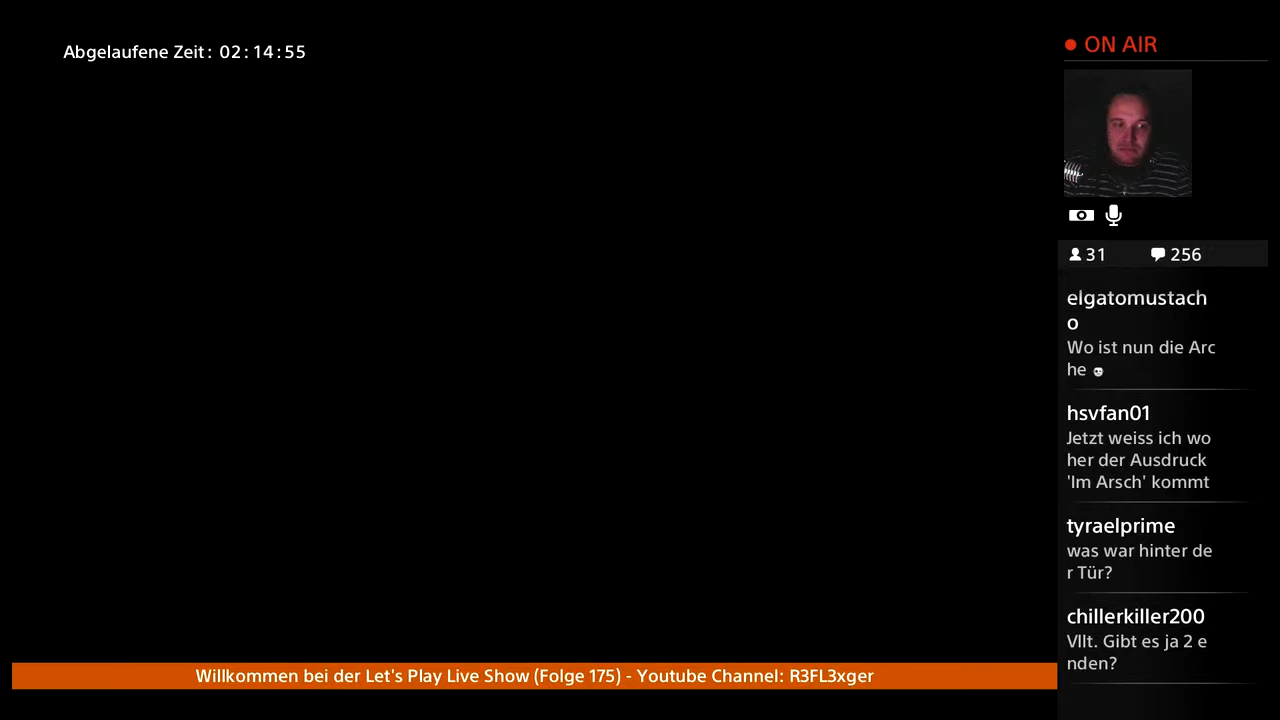 Abgelaufene Zeit: 02:14:55
ON AIR
31 256
elgatomustach
o
Wo ist nun die Arc
he
hsvfan01
Jetzt weiss ich wo
her der Ausdruck
'Im Arsch' kommt
tyraelprime
was war hinter de
r Tür?
chillerkiller200
Vllt. Gibt es ja 2 e
nden?
Willkommen bei der Let's Play Live Show (Folge 175) - Youtube Channel: R3FL3xger